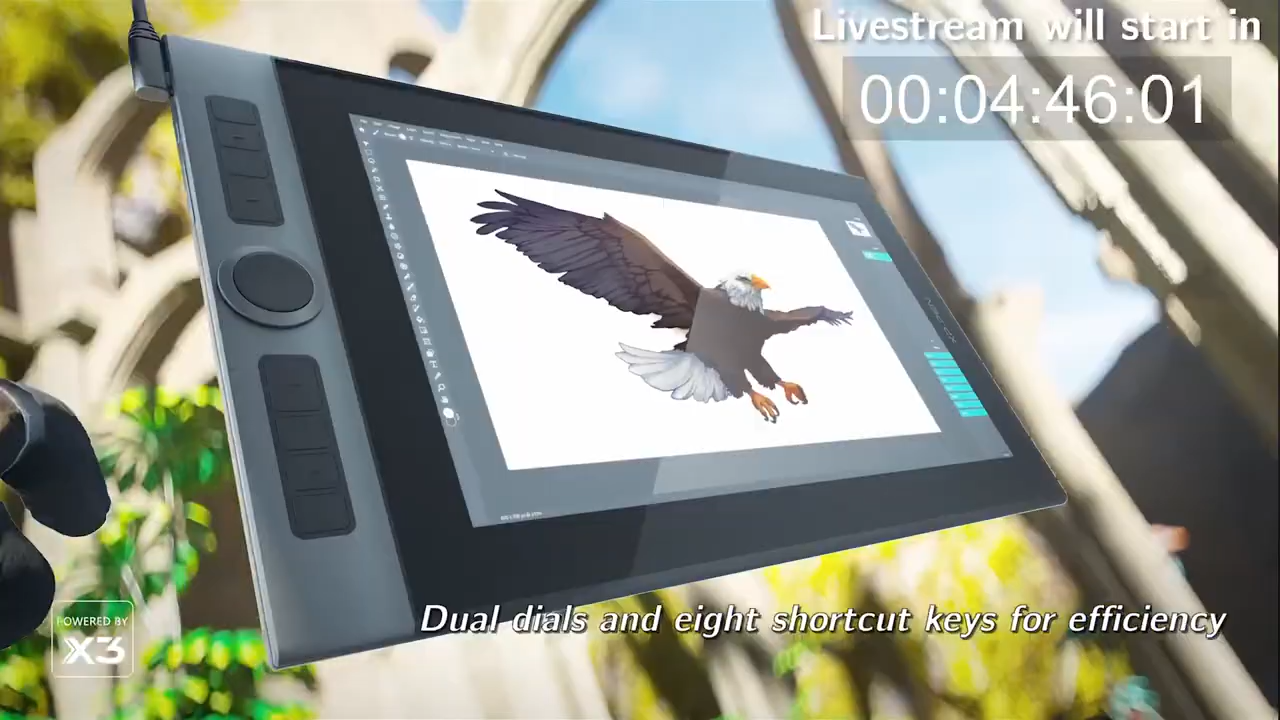 Livestream will start in
00:04:46:01
Dual dials and eight shortcut keys for efficiency
POWERED BY
X3